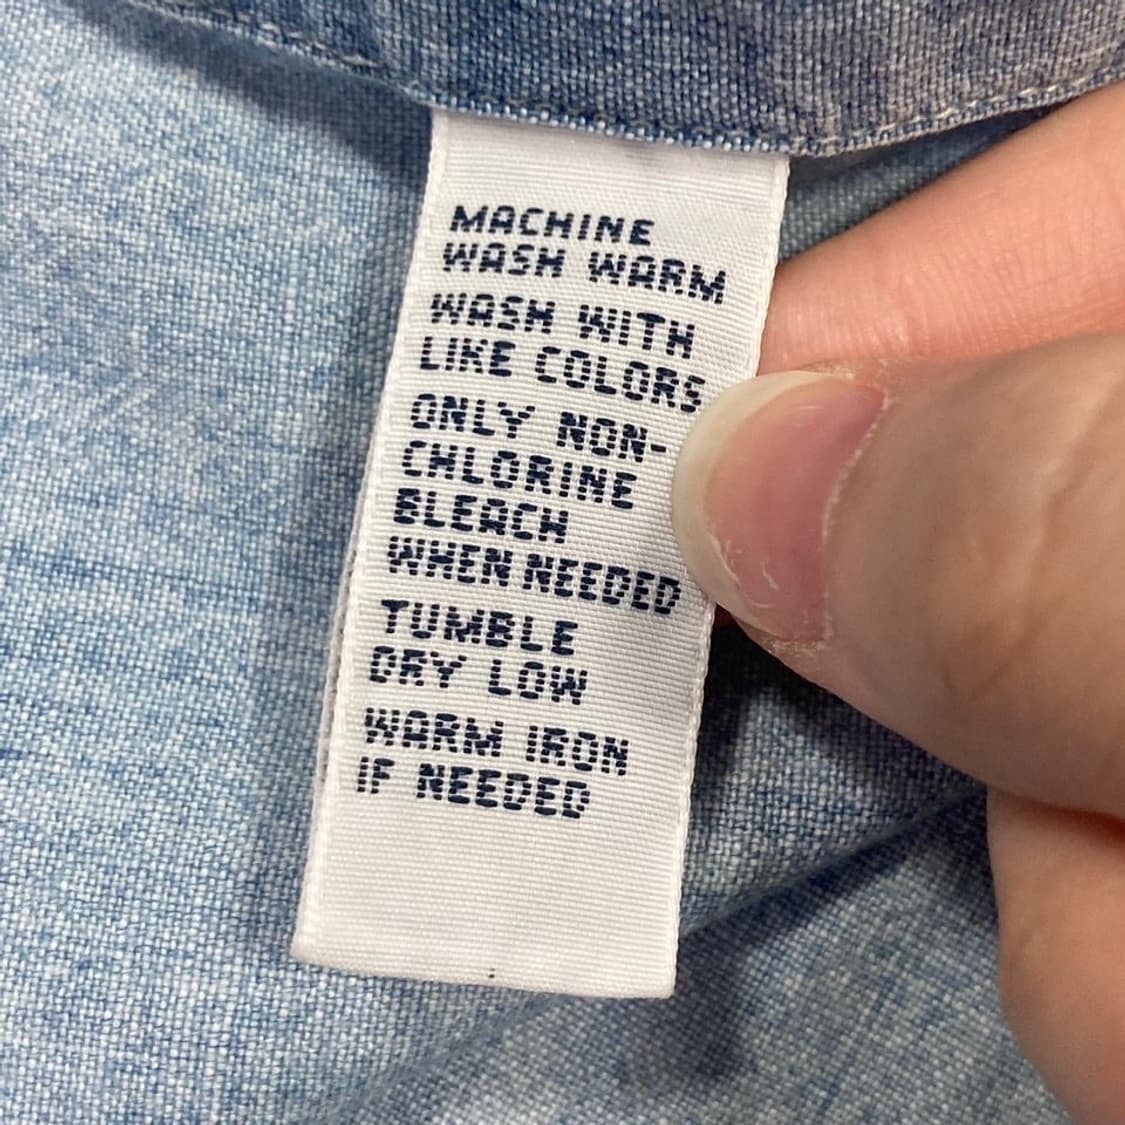 MACHINE
WASH WARM
WASH WITH
LIKE COLORS
ONLY NON-
CHLORINE
BLEACH
WHEN NEEDED
TUMBLE
DRY LOW
WARM IRON
IF NEEDED